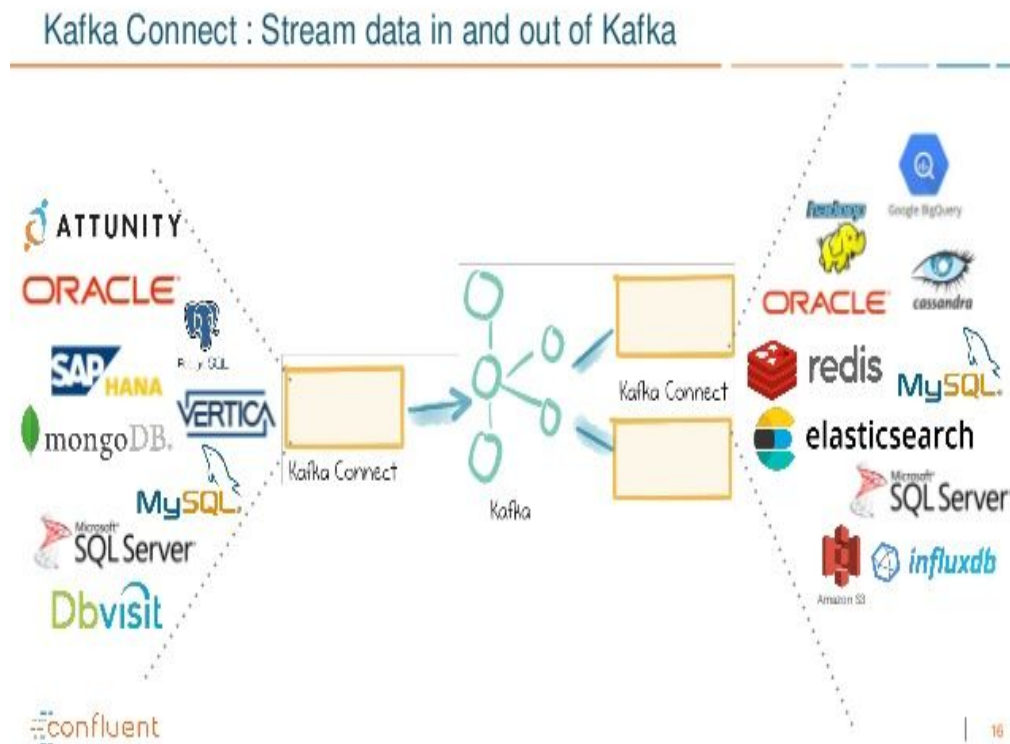 Kafka Connect : Stream data in and out of Kafka
ATTUNITY
ORACLE
SAP HANA
VERTICA
mongoDB.
MySQL
Microsoft
SQL Server
Dbvisit
Kafka Connect
Kafka
Kafka Connect
Google BigQuery
ORACLE
cassandra
redis
MySQL
elasticsearch
Microsoft
SQL Server
Amazon S3
influxdb
confluent
16